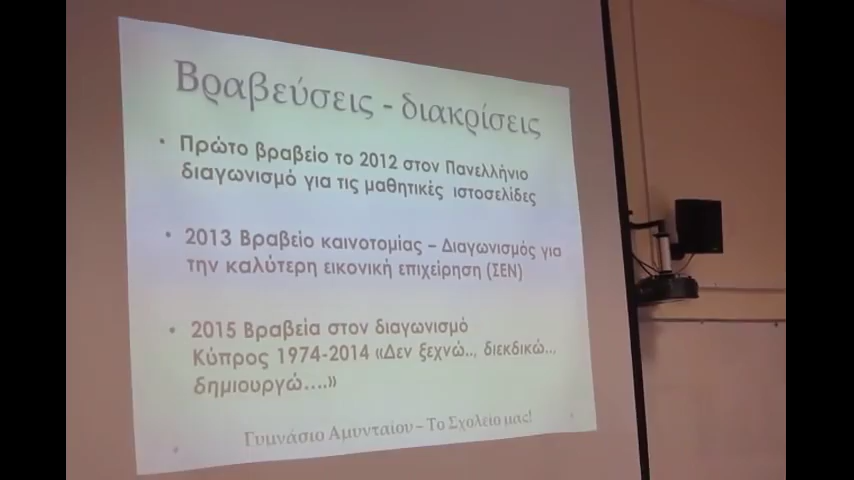 Βραβεύσεις - διακρίσεις
• Πρώτο βραβείο το 2012 στον Πανελλήνιο
διαγωνισμό για τις μαθητικές ιστοσελίδες
• 2013 Βραβείο καινοτομίας – Διαγωνισμός για
την καλύτερη εικονική επιχείρηση (ΣΕΝ)
• 2015 Βραβεία στον διαγωνισμό
Κύπρος 1974-2014 «Δεν ξεχνώ.., διεκδικώ..,
δημιουργώ....»
Γυμνάσιο Αμυνταίου – Το Σχολείο μας!